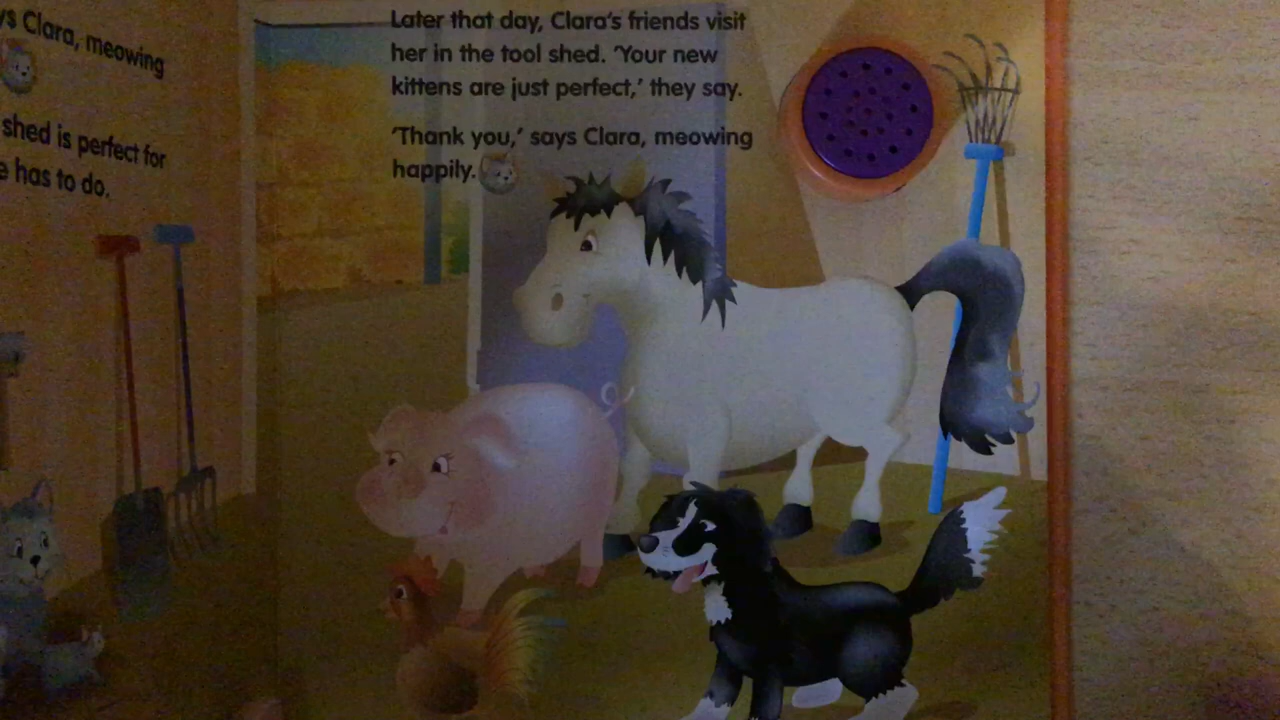 ys Clara, meowing
shed is perfect for
e has to do.
Later that day, Clara's friends visit
her in the tool shed. 'Your new
kittens are just perfect,' they say.
'Thank you,' says Clara, meowing
happily.